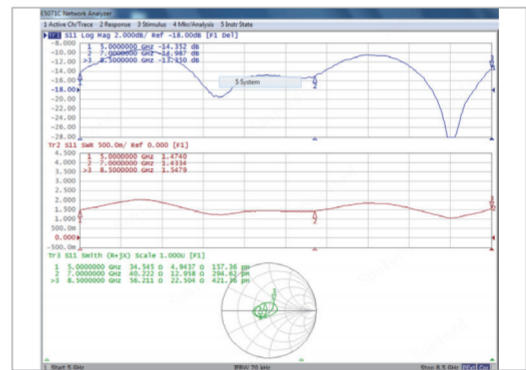 E5071C Network Analyzer
1 Active Ch/Trace 2 Response 3 Stimulus 4 Mkr/Analysis 5 Instr State
Tr1 S11 Log Mag 2.000dB/ Ref -18.00dB [F1 Del]
-8.000
-10.00
-12.00
-14.00
-16.00
-18.00
-20.00
-22.00
-24.00
-26.00
-28.00
1 5.0000000 GHz -14.352 dB
2 7.0000000 GHz -14.987 dB
>3 8.5000000 GHz -13.350 dB
S System
2
Tr2 S11 SWR 500.0m/ Ref 0.000 [F1]
4.500
4.000
3.500
3.000
2.500
2.000
1.500
1.000
500.0m
0.000
-500.0m
1 5.0000000 GHz 1.4740
2 7.0000000 GHz 1.4334
>3 8.5000000 GHz 1.5479
1
2
Tr3 S11 Smith (R+jX) Scale 1.000U [F1]
1 5.0000000 GHz 34.545 Ω 4.9437 Ω 157.36 pH
2 7.0000000 GHz 40.222 Ω 12.958 Ω 294.62 pH
>3 8.5000000 GHz 56.211 Ω 22.504 Ω 421.36 pH
1 Start 5 GHz IFBW 70 kHz Stop 8.5 GHz